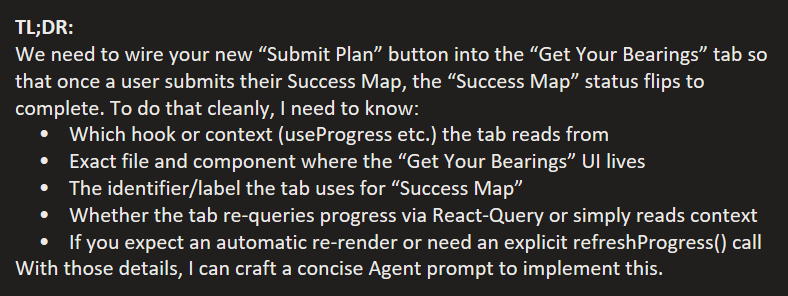 TL;DR:
We need to wire your new “Submit Plan” button into the “Get Your Bearings” tab so
that once a user submits their Success Map, the “Success Map” status flips to
complete. To do that cleanly, I need to know:
• Which hook or context (useProgress etc.) the tab reads from
• Exact file and component where the “Get Your Bearings” UI lives
• The identifier/label the tab uses for “Success Map”
• Whether the tab re-queries progress via React-Query or simply reads context
• If you expect an automatic re-render or need an explicit refreshProgress() call
With those details, I can craft a concise Agent prompt to implement this.